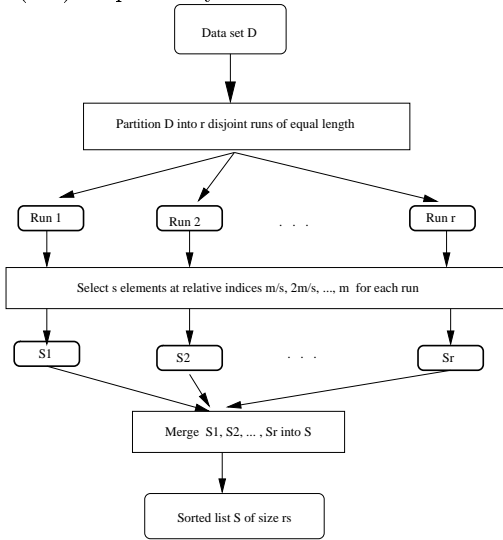 Data set D
Partition D into r disjoint runs of equal length
Run 1
Run 2
. . .
Run r
Select s elements at relative indices m/s, 2m/s, ..., m for each run
S1
S2
. . .
Sr
Merge S1, S2, ... , Sr into S
Sorted list S of size rs